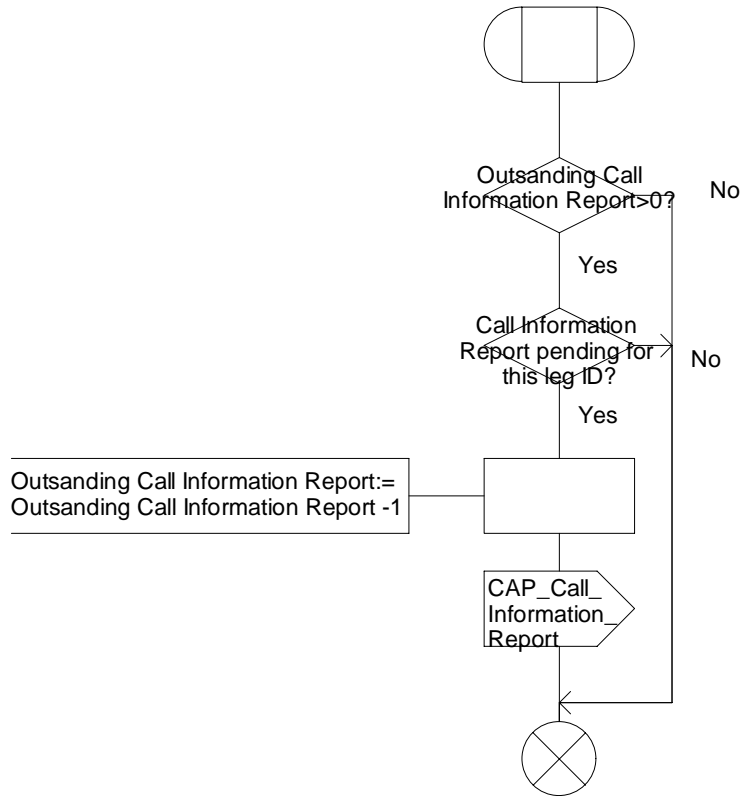 Outsanding Call
Information Report>0?
No
Yes
Call Information
Report pending for
this leg ID?
No
Yes
Outsanding Call Information Report:=
Outsanding Call Information Report -1
CAP_Call_
Information_
Report